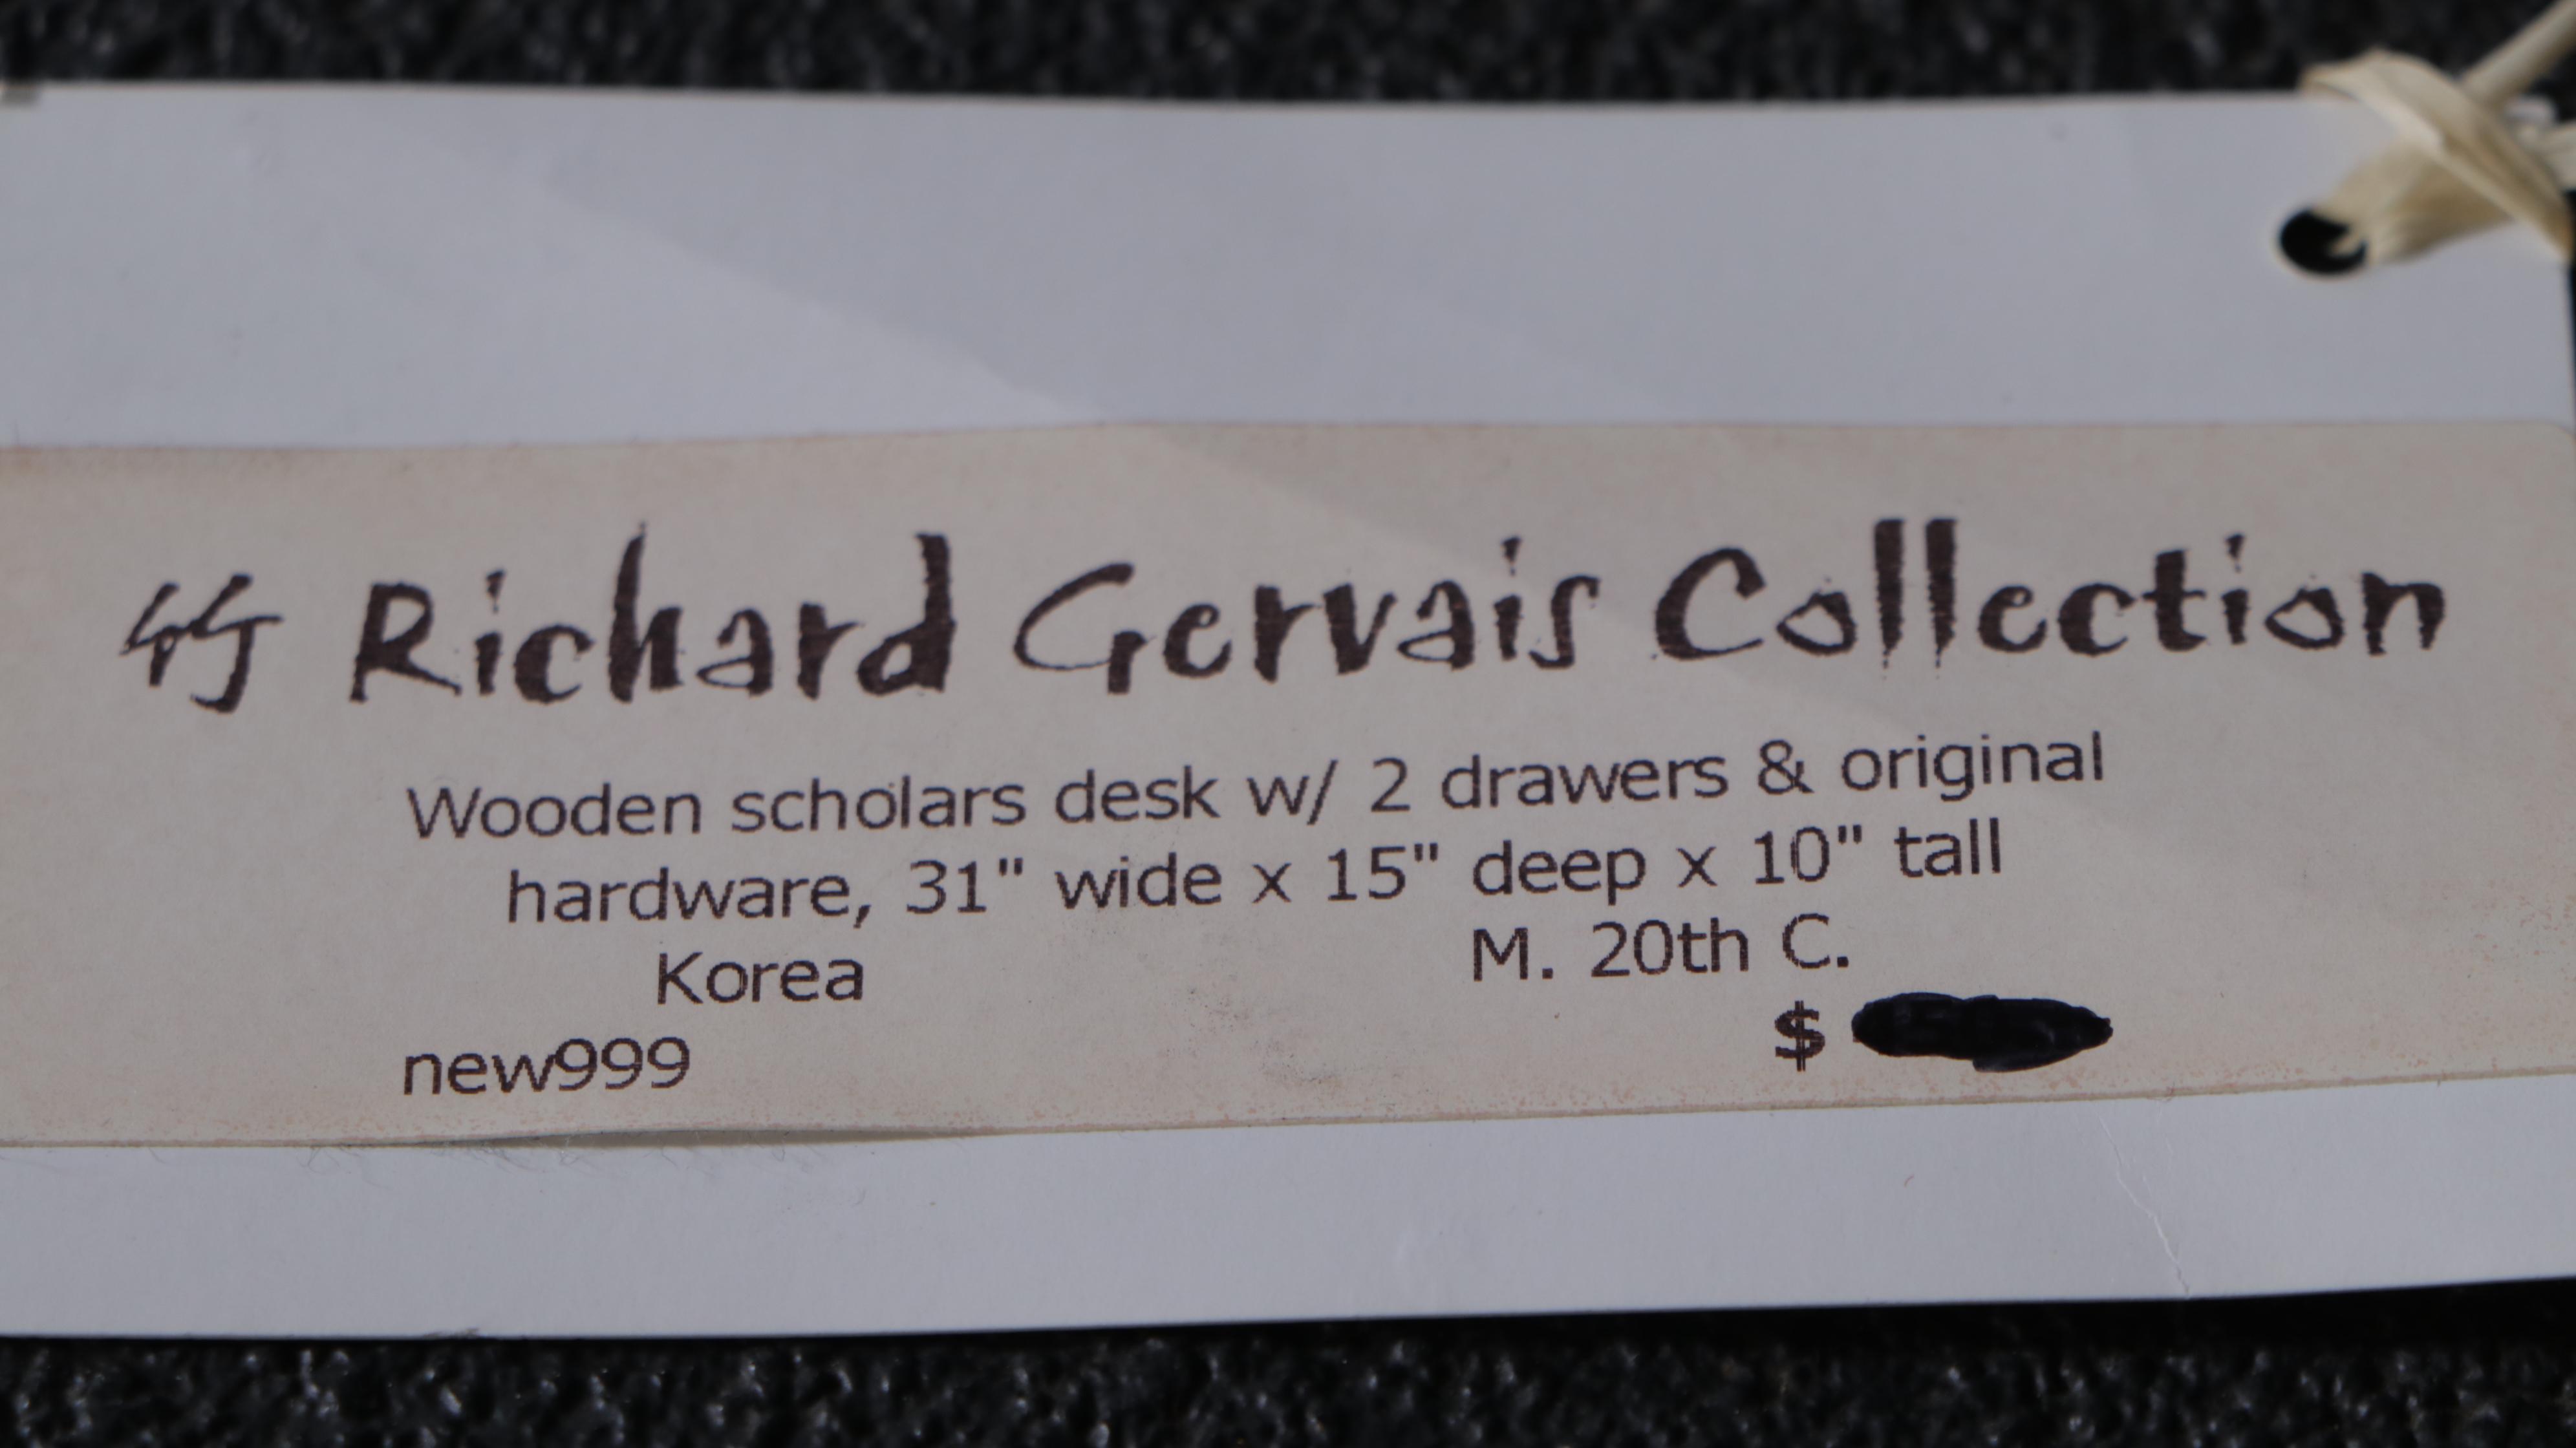 竹 Richard Gervais Collection
Wooden scholars desk w/ 2 drawers & original
hardware, 31" wide x 15" deep x 10" tall
Korea M. 20th C.
new999 $